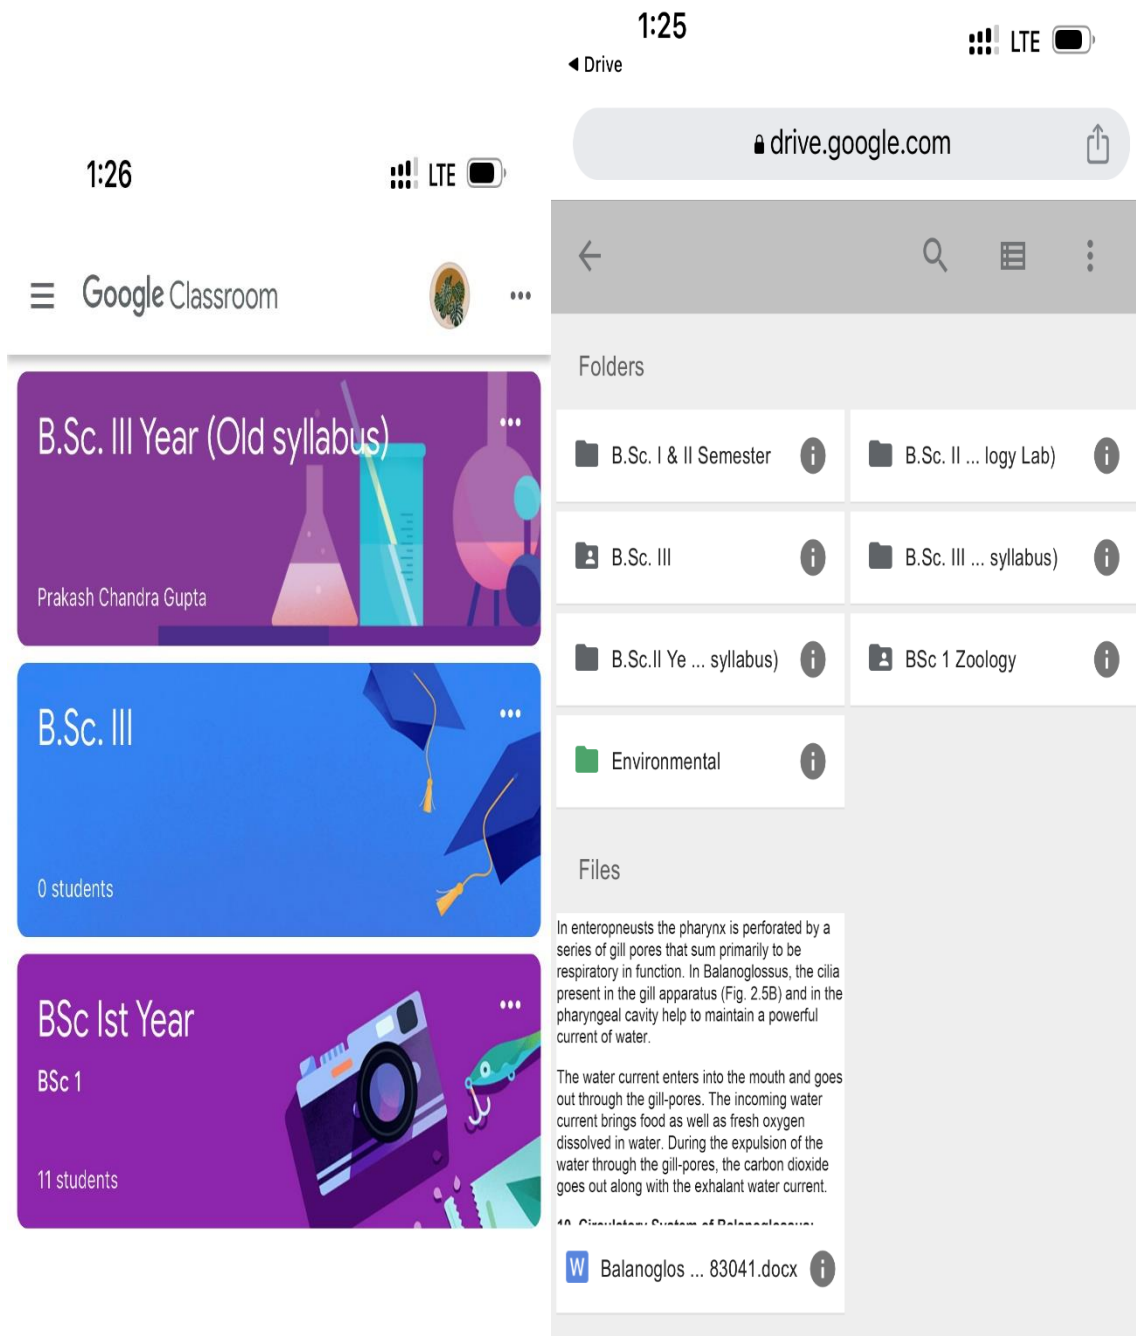 1:26
LTE
Google Classroom
B.Sc. III Year (Old syllabus)
Prakash Chandra Gupta
B.Sc. III
0 students
BSc Ist Year
BSc 1
11 students
1:25
LTE
Drive
drive.google.com
Folders
B.Sc. I & II Semester
B.Sc. II ... logy Lab)
B.Sc. III
B.Sc. III ... syllabus)
B.Sc.II Ye ... syllabus)
BSc 1 Zoology
Environmental
Files
In enteropneusts the pharynx is perforated by a
series of gill pores that sum primarily to be
respiratory in function. In Balanoglossus, the cilia
present in the gill apparatus (Fig. 2.5B) and in the
pharyngeal cavity help to maintain a powerful
current of water.
The water current enters into the mouth and goes
out through the gill-pores. The incoming water
current brings food as well as fresh oxygen
dissolved in water. During the expulsion of the
water through the gill-pores, the carbon dioxide
goes out along with the exhalant water current.
10. Circulatory System of Balanoglossus:
W
Balanoglos ... 83041.docx